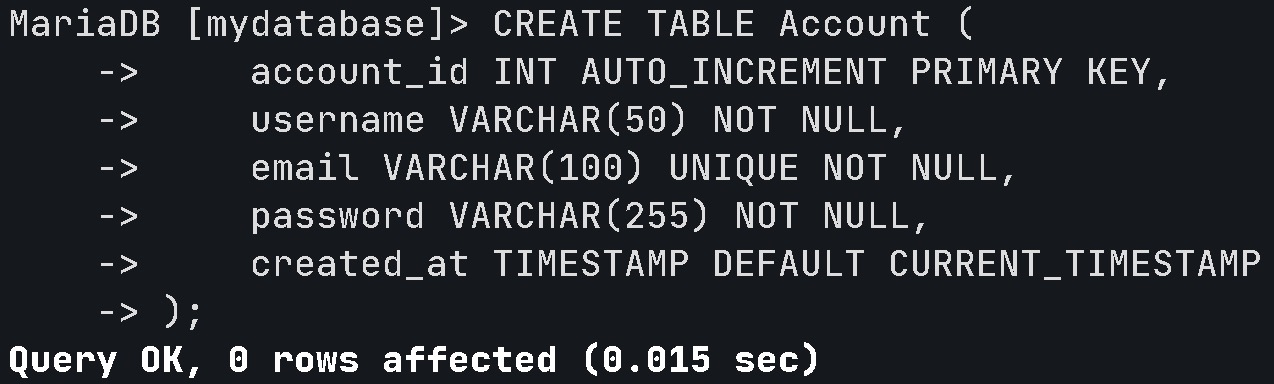 MariaDB [mydatabase]> CREATE TABLE Account (
    ->     account_id INT AUTO_INCREMENT PRIMARY KEY,
    ->     username VARCHAR(50) NOT NULL,
    ->     email VARCHAR(100) UNIQUE NOT NULL,
    ->     password VARCHAR(255) NOT NULL,
    ->     created_at TIMESTAMP DEFAULT CURRENT_TIMESTAMP
    -> );
Query OK, 0 rows affected (0.015 sec)